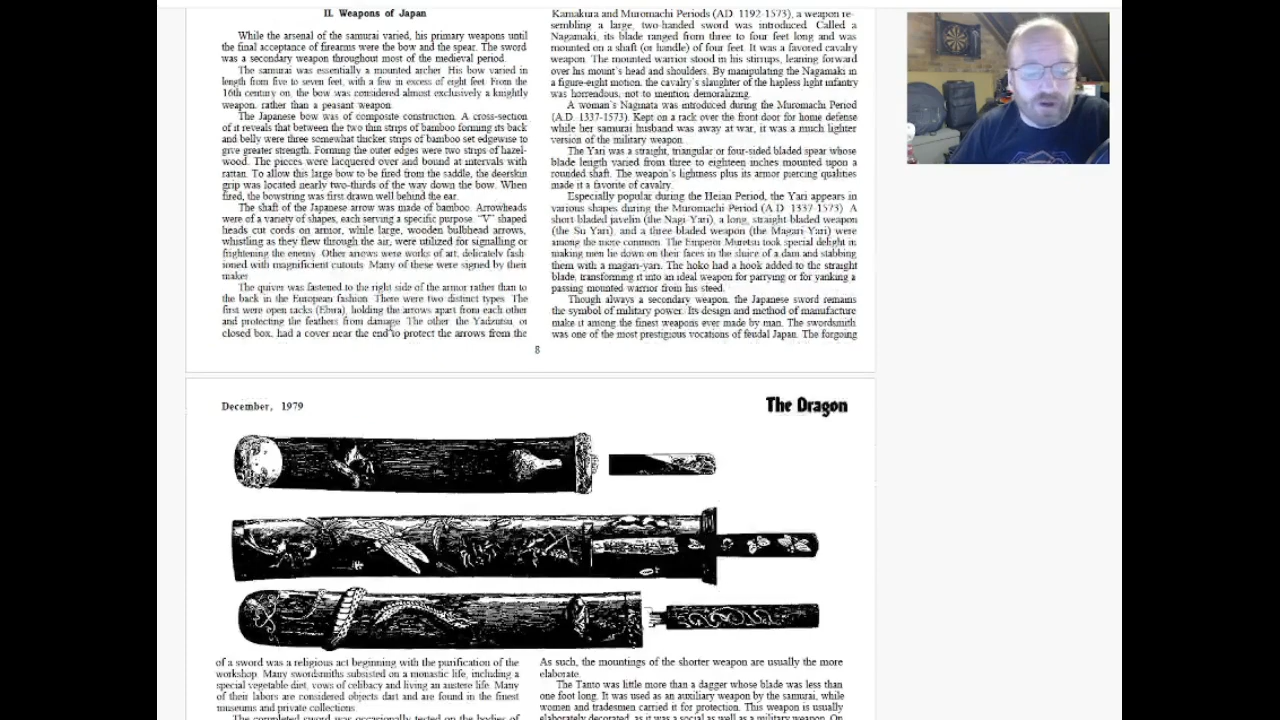 II. Weapons of Japan
While the arsenal of the samurai varied, his primary weapons until
the final acceptance of firearms were the bow and the spear. The sword
was a secondary weapon throughout most of the medieval period.
The samurai was essentially a mounted archer. His bow varied in
length from five to seven feet, with a few in excess of eight feet. From the
16th century on, the bow was considered almost exclusively a knightly
weapon, rather than a peasant weapon.
The Japanese bow was of composite construction. A cross-section
of it reveals that between the two thin strips of bamboo forming its back
and belly were three somewhat thicker strips of bamboo set edgewise to
give greater strength. Forming the outer edges were two strips of hazel-
wood. The pieces were lacquered over and bound at intervals with
rattan. To allow this large bow to be fired from the saddle, the deerskin
grip was located nearly two-thirds of the way down the bow. When
fired, the bowstring was first drawn well behind the ear.
The shaft of the Japanese arrow was made of bamboo. Arrowheads
were of a variety of shapes, each serving a specific purpose. "V" shaped
heads cut cords on armor, while large, wooden bulbhead arrows,
whistling as they flew through the air, were utilized for signalling or
frightening the enemy. Other arrows were works of art, delicately fash-
ioned with magnificent cutouts. Many of these were signed by their
maker.
The quiver was fastened to the right side of the armor rather than to
the back in the European fashion. There were two distinct types. The
first were open racks (Ebira), holding the arrows apart from each other
and protecting the feathers from damage. The other, the Yadzutsu, or
closed box, had a cover near the end to protect the arrows from the
Kamakura and Muromachi Periods (AD. 1192-1573), a weapon re-
sembling a large, two-handed sword was introduced. Called a
Nagamaki, its blade ranged from three to four feet long and was
mounted on a shaft (or handle) of four feet. It was a favored cavalry
weapon. The mounted warrior stood in his stirrups, leaning forward
over his mount's head and shoulders. By manipulating the Nagamaki in
a figure-eight motion, the cavalry's slaughter of the hapless light infantry
was horrendous, not to mention demoralizing.
A woman's Naginata was introduced during the Muromachi Period
(A.D. 1337-1573). Kept on a rack over the front door for home defense
while her samurai husband was away at war, it was a much lighter
version of the military weapon.
The Yari was a straight, triangular or four-sided bladed spear whose
blade length varied from three to eighteen inches mounted upon a
rounded shaft. The weapon's lightness plus its armor piercing qualities
made it a favorite of cavalry.
Especially popular during the Heian Period, the Yari appears in
various shapes during the Muromachi Period (A.D. 1337-1573). A
short-bladed javelin (the Nagi-Yari), a long, straight-bladed weapon
(the Su Yari), and a three bladed weapon (the Magari Yari) were
among the more common. The Emperor Muretsu took special delight in
making men lie down on their faces in the sluice of a dam and stabbing
them with a magari-yari. The hoko had a hook added to the straight
blade, transforming it into an ideal weapon for parrying or for yanking a
passing mounted warrior from his steed.
Though always a secondary weapon, the Japanese sword remains
the symbol of military power. Its design and method of manufacture
make it among the finest weapons ever made by man. The swordsmith
was one of the most prestigious vocations of feudal Japan. The forgoing
8
December, 1979
The Dragon
of a sword was a religious act beginning with the purification of the
workshop. Many swordsmiths subsisted on a monastic life, including a
special vegetable diet, vows of celibacy and living an austere life. Many
of their labors are considered objects dart and are found in the finest
museums and private collections.
The completed sword was occasionally tested on the bodies of
As such, the mountings of the shorter weapon are usually the more
elaborate.
The Tanto was little more than a dagger whose blade was less than
one foot long. It was used as an auxiliary weapon by the samurai, while
women and tradesmen carried it for protection. This weapon is usually
elaborately decorated, as it was a social as well as a military weapon. On